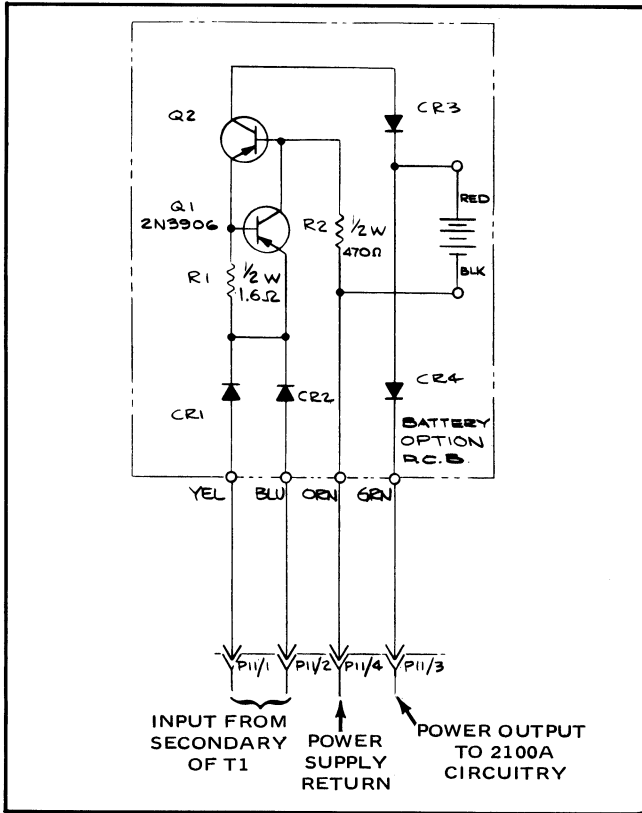 Q2
CR3
RED
Q1
2N3906
R2
1/2 W
470Ω
R1
1/2 W
1.6Ω
BLK
CR1
CR2
CR4
BATTERY
OPTION
P.C.B.
YEL
BLU
ORN
GRN
P11/1
P11/2
P11/4
P11/3
INPUT FROM
SECONDARY
OF T1
POWER
SUPPLY
RETURN
POWER OUTPUT
TO 2100A
CIRCUITRY